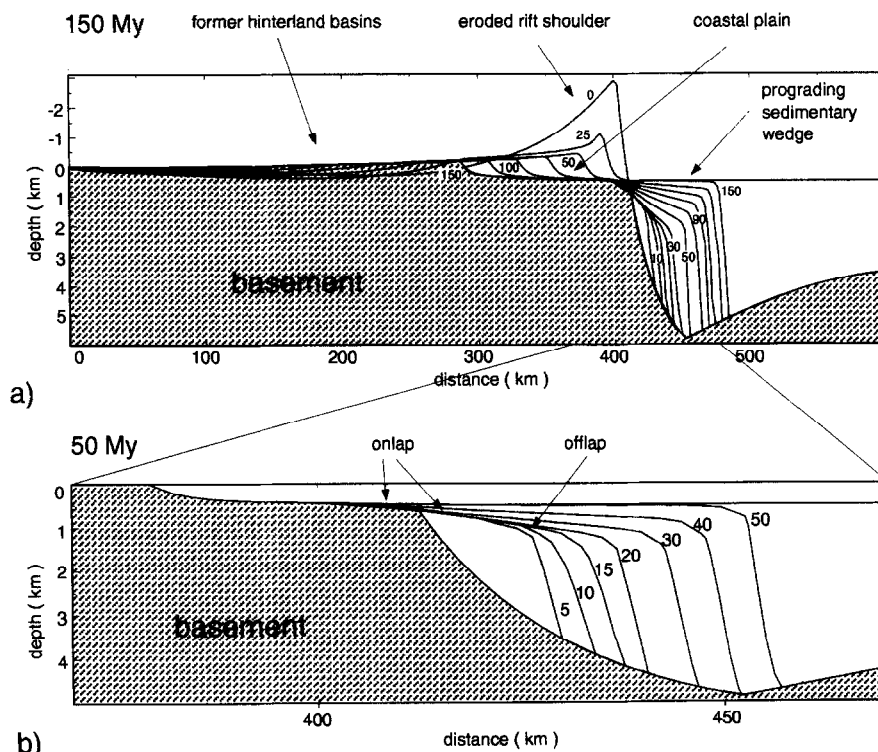 150 My
former hinterland basins
eroded rift shoulder
coastal plain
prograding
sedimentary
wedge
0
25
50
100
150
150
80
30
50
10
-2
-1
0
1
2
3
4
5
depth ( km )
basement
0 100 200 300 400 500
distance ( km )
a)
50 My
onlap
offlap
0
1
2
3
4
depth ( km )
5
10
15
20
30
40
50
basement
400 450
distance ( km )
b)